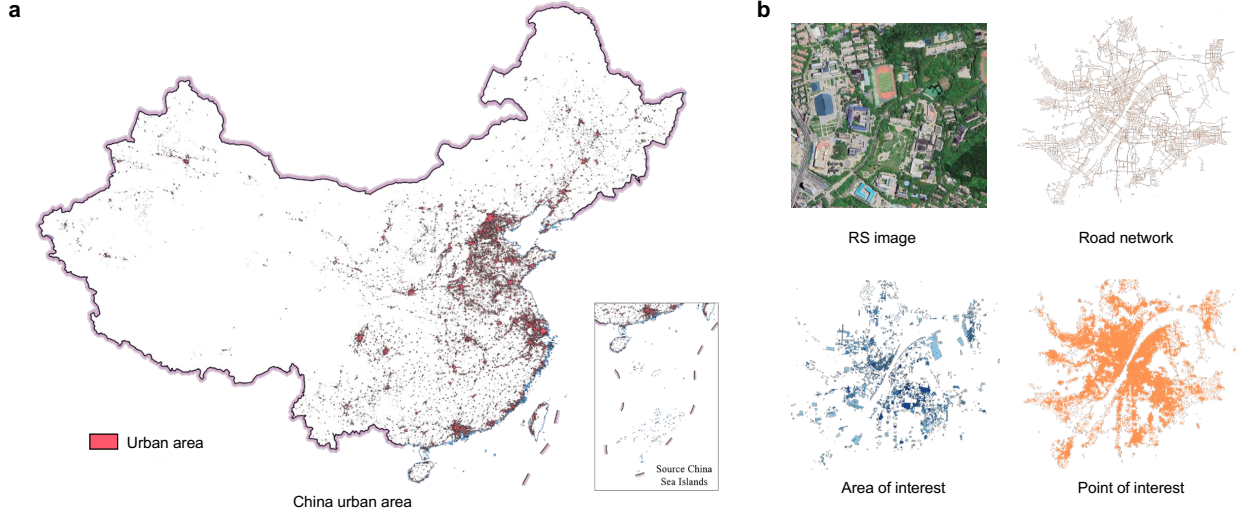 a
Urban area
Source China
Sea Islands
China urban area
b
RS image
Road network
Area of interest
Point of interest